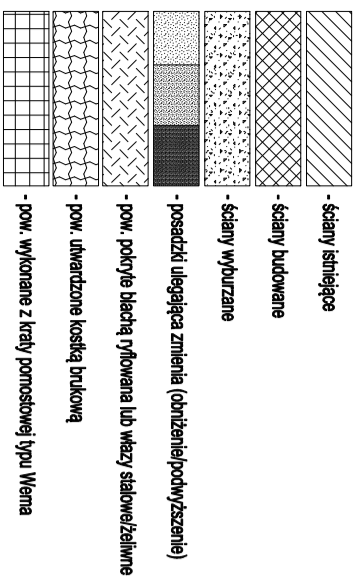 - ściany istniejące
- ściany budowane
- ściany wyburzane
- posadzki ulegająca zmienia (obniżenie/podwyższenie)
- pow. pokryte blachą ryflowana lub włazy stalowe/żeliwne
- pow. utwardzone kostką brukową
- pow. wykonane z kraty pomostowej typu Wema